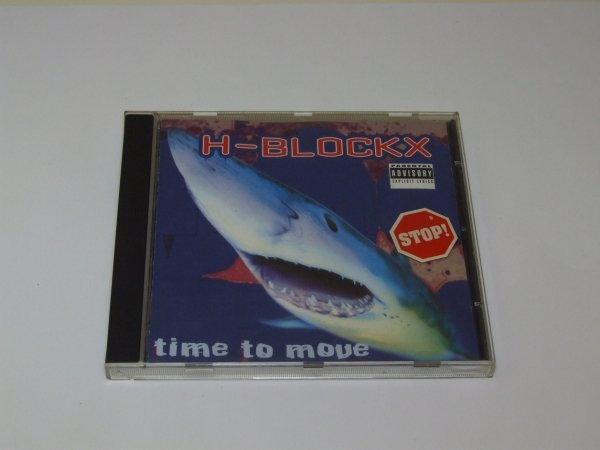 H-BLOCKX
PARENTAL
ADVISORY
EXPLICIT LYRICS
STOP!
time to move